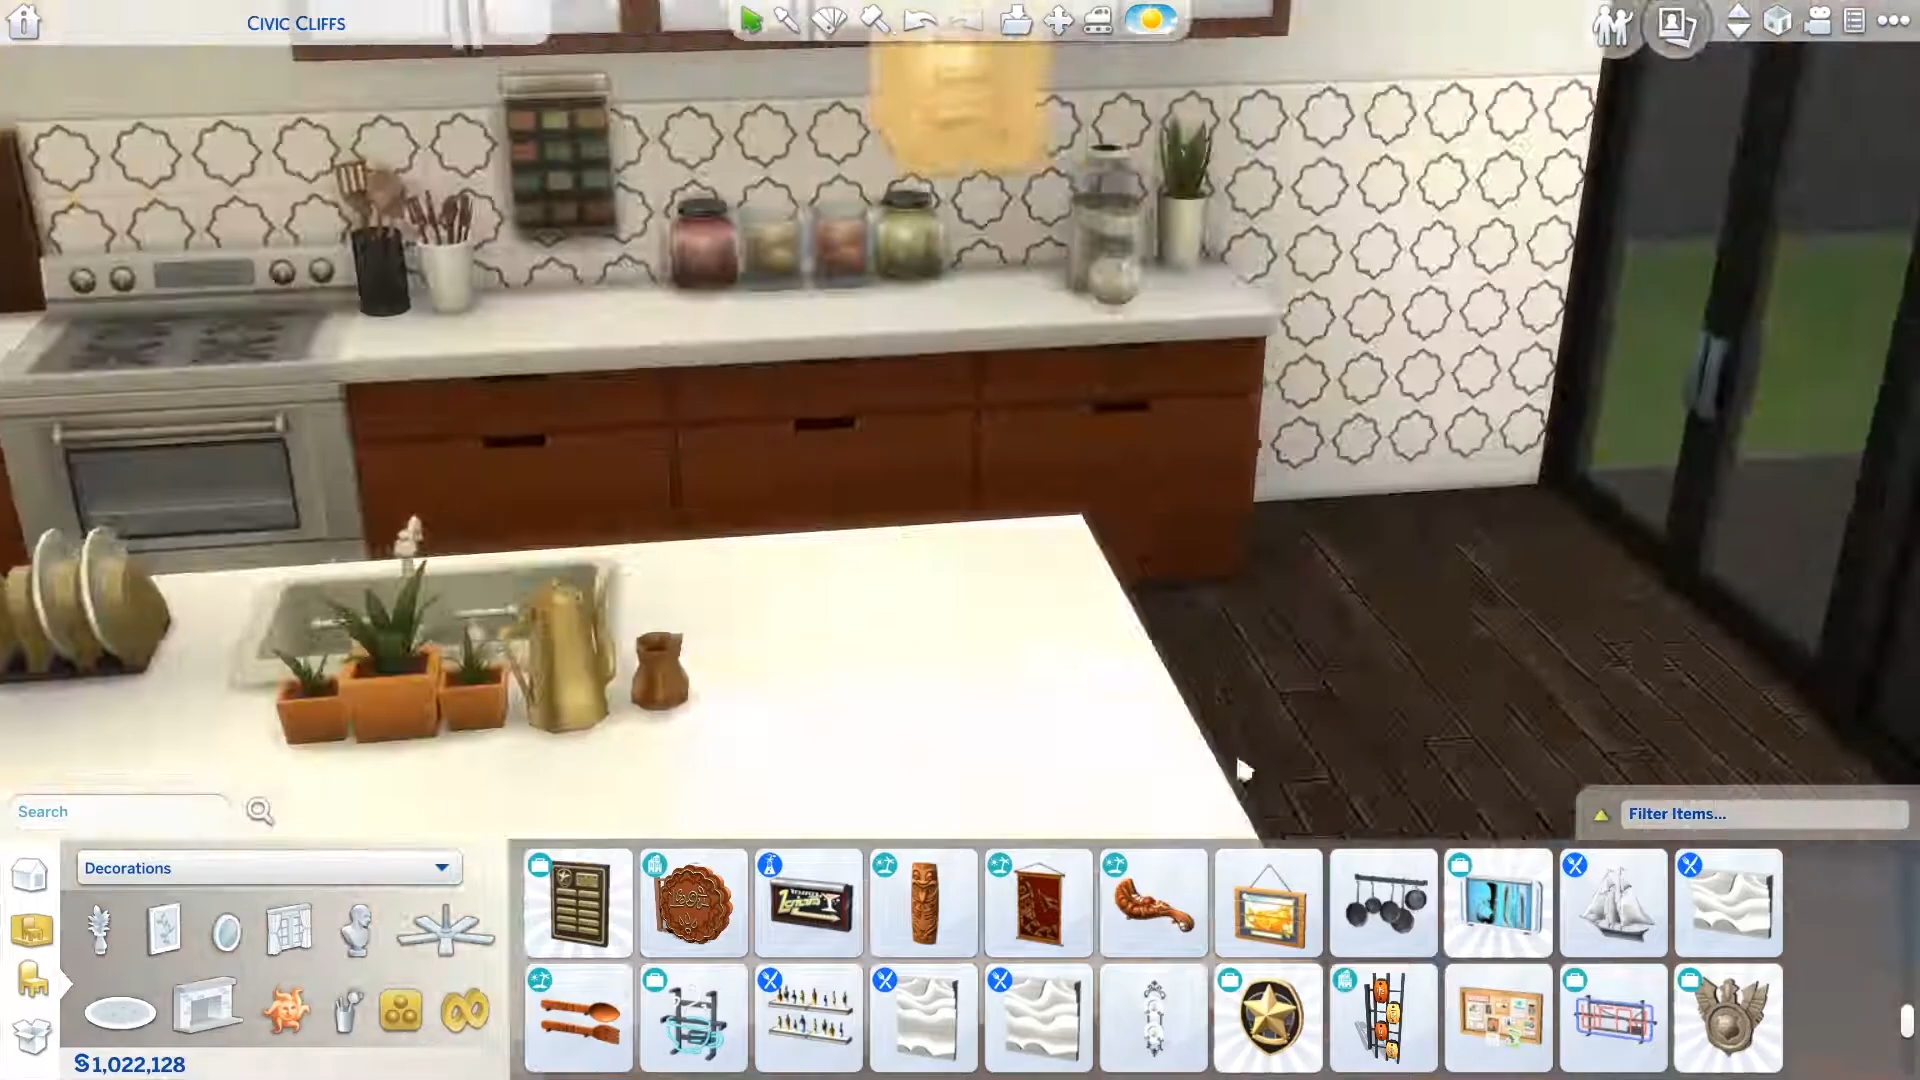 CIVIC CLIFFS
Search
Filter Items...
Decorations
§1,022,128